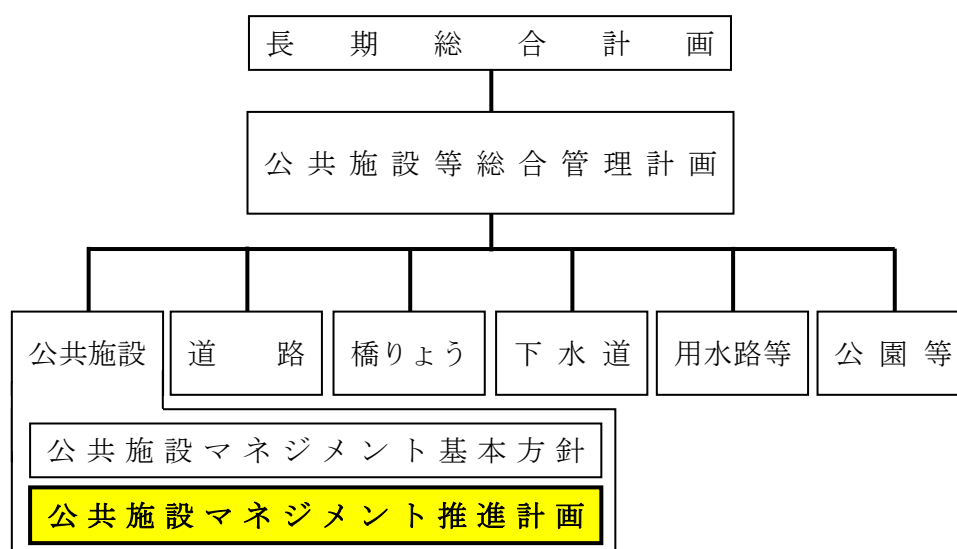 長期総合計画
公共施設等総合管理計画
公共施設
道路
橋りょう
下水道
用水路等
公園等
公共施設マネジメント基本方針
公共施設マネジメント推進計画